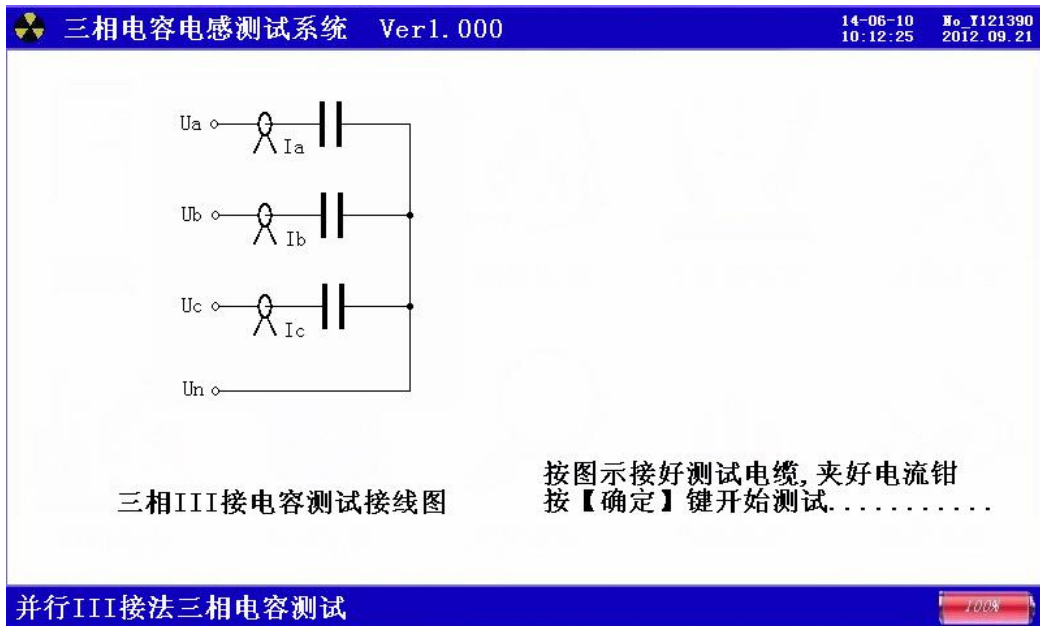 三相电容电感测试系统 Ver1.000
14-06-10 No_Y121390
10:12:25 2012.09.21
Ua
Ia
Ub
Ib
Uc
Ic
Un
三相III接电容测试接线图
按图示接好测试电缆,夹好电流钳
按【确定】键开始测试............
并行III接法三相电容测试
100%